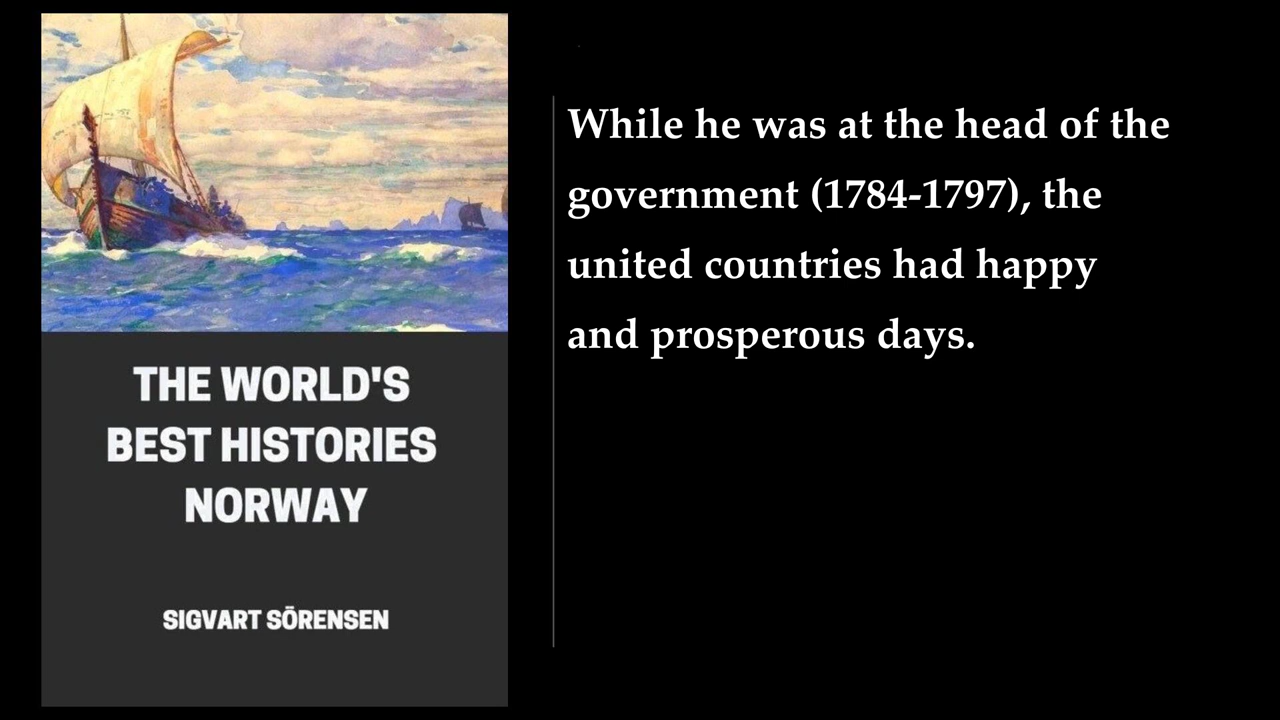 THE WORLD'S
BEST HISTORIES
NORWAY
SIGVART SÖRENSEN
While he was at the head of the
government (1784-1797), the
united countries had happy
and prosperous days.